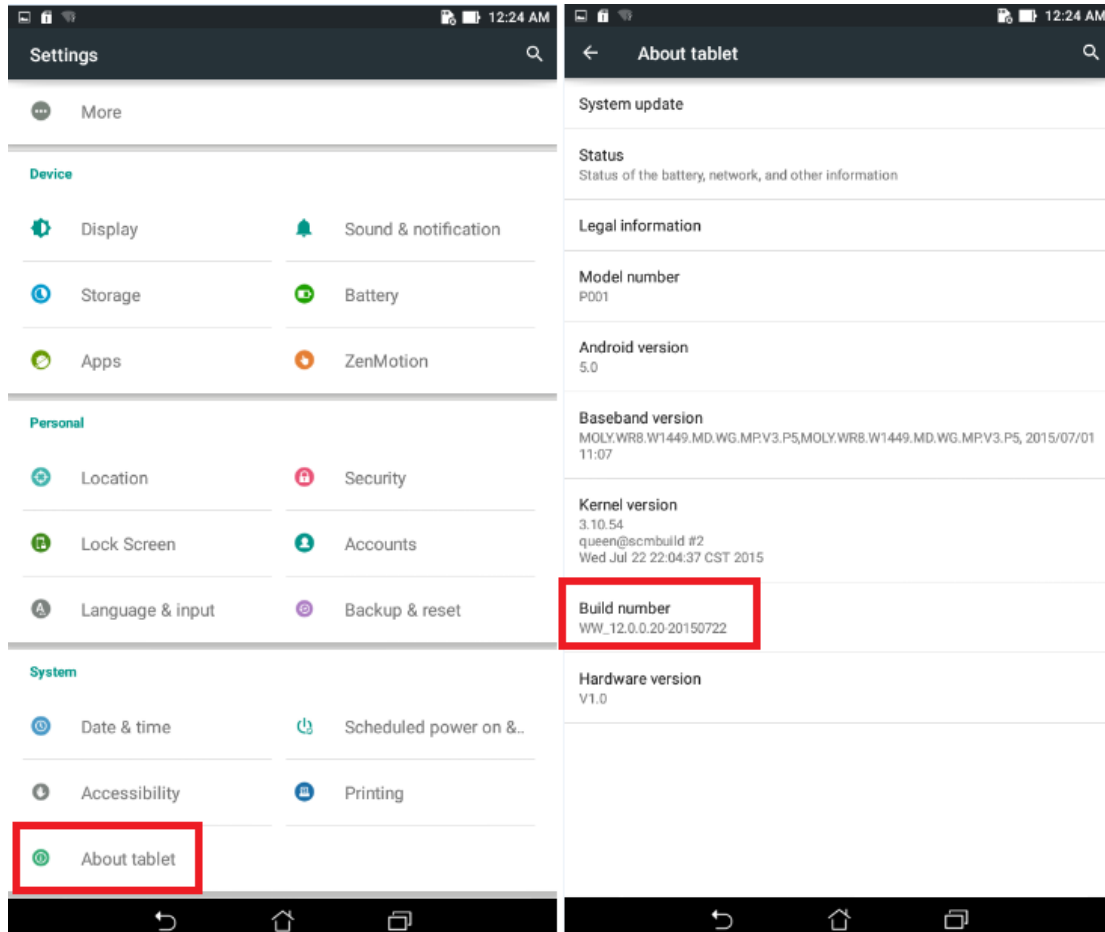 12:24 AM
Settings
More
Device
Display
Sound & notification
Storage
Battery
Apps
ZenMotion
Personal
Location
Security
Lock Screen
Accounts
Language & input
Backup & reset
System
Date & time
Scheduled power on &..
Accessibility
Printing
About tablet
12:24 AM
About tablet
System update
Status
Status of the battery, network, and other information
Legal information
Model number
P001
Android version
5.0
Baseband version
MOLY.WR8.W1449.MD.WG.MP.V3.P5,MOLY.WR8.W1449.MD.WG.MP.V3.P5, 2015/07/01
11:07
Kernel version
3.10.54
queen@scmbuild #2
Wed Jul 22 22:04:37 CST 2015
Build number
WW_12.0.0.20-20150722
Hardware version
V1.0